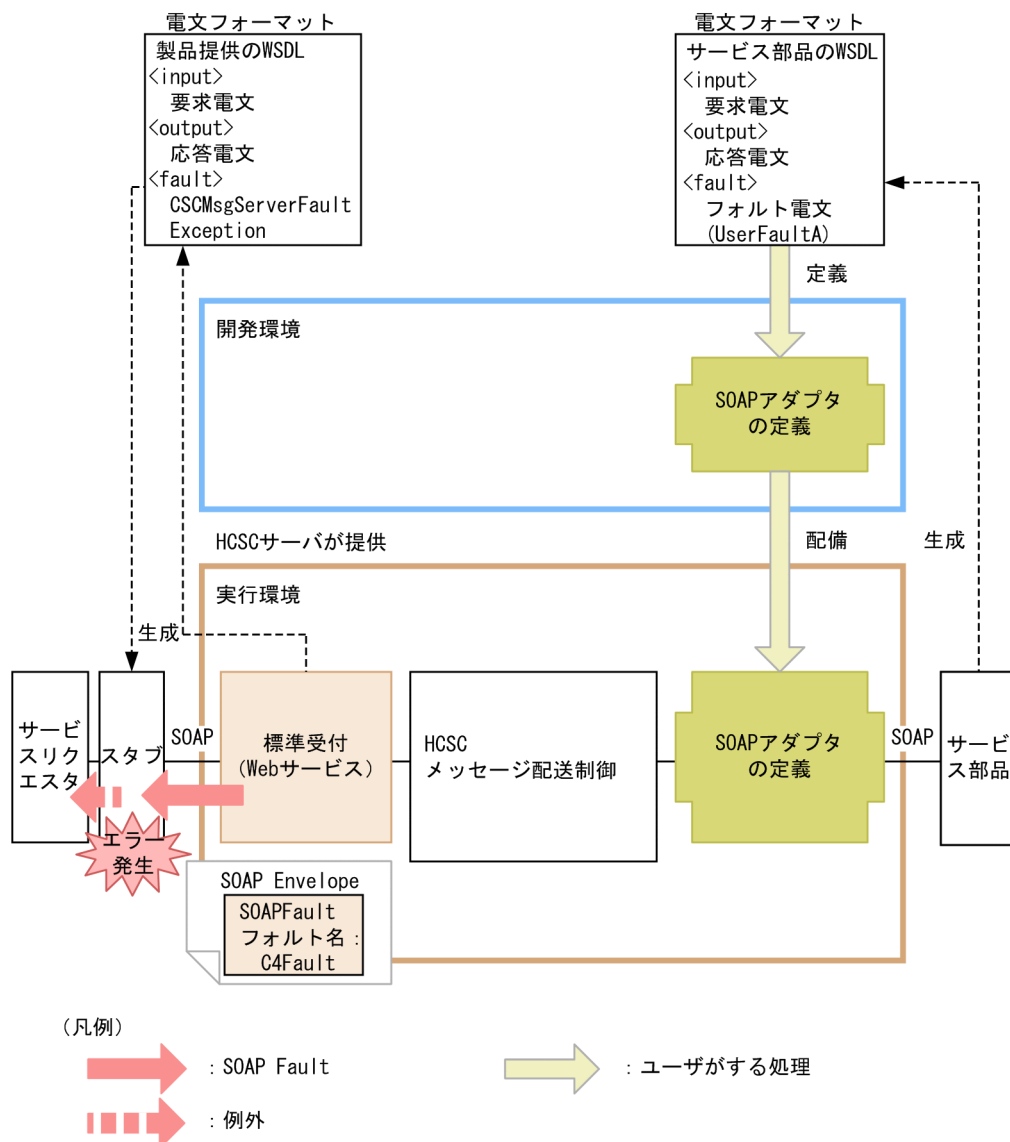 電文フォーマット
製品提供のWSDL
<input>
要求電文
<output>
応答電文
<fault>
CSCMsgServerFault
Exception
電文フォーマット
サービス部品のWSDL
<input>
要求電文
<output>
応答電文
<fault>
フォルト電文
(UserFaultA)
定義
開発環境
SOAPアダプタ
の定義
HCSCサーバが提供
配備
生成
実行環境
生成
サービ
スリク
エスタ
スタブ
SOAP
標準受付
(Webサービス)
HCSC
メッセージ配送制御
SOAPアダプタ
の定義
SOAP
サービ
ス部品
エラー
発生
SOAP Envelope
SOAPFault
フォルト名：
C4Fault
(凡例)
：SOAP Fault
：ユーザがする処理
：例外